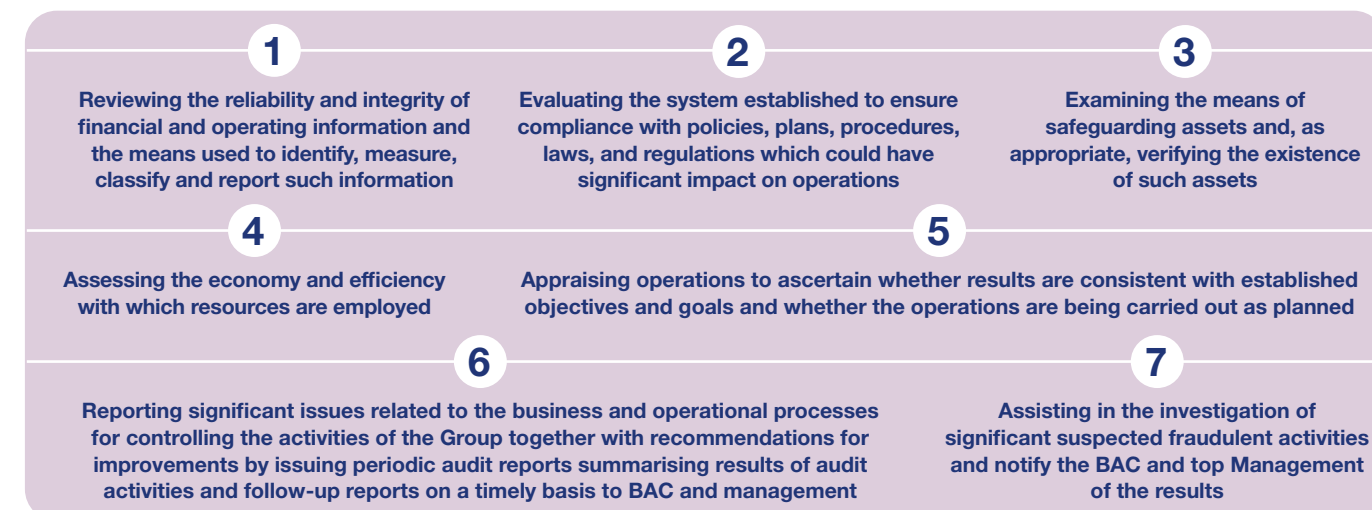 1
Reviewing the reliability and integrity of
financial and operating information and
the means used to identify, measure,
classify and report such information
2
Evaluating the system established to ensure
compliance with policies, plans, procedures,
laws, and regulations which could have
significant impact on operations
3
Examining the means of
safeguarding assets and, as
appropriate, verifying the existence
of such assets
4
Assessing the economy and efficiency
with which resources are employed
5
Appraising operations to ascertain whether results are consistent with established
objectives and goals and whether the operations are being carried out as planned
6
Reporting significant issues related to the business and operational processes
for controlling the activities of the Group together with recommendations for
improvements by issuing periodic audit reports summarising results of audit
activities and follow-up reports on a timely basis to BAC and management
7
Assisting in the investigation of
significant suspected fraudulent activities
and notify the BAC and top Management
of the results